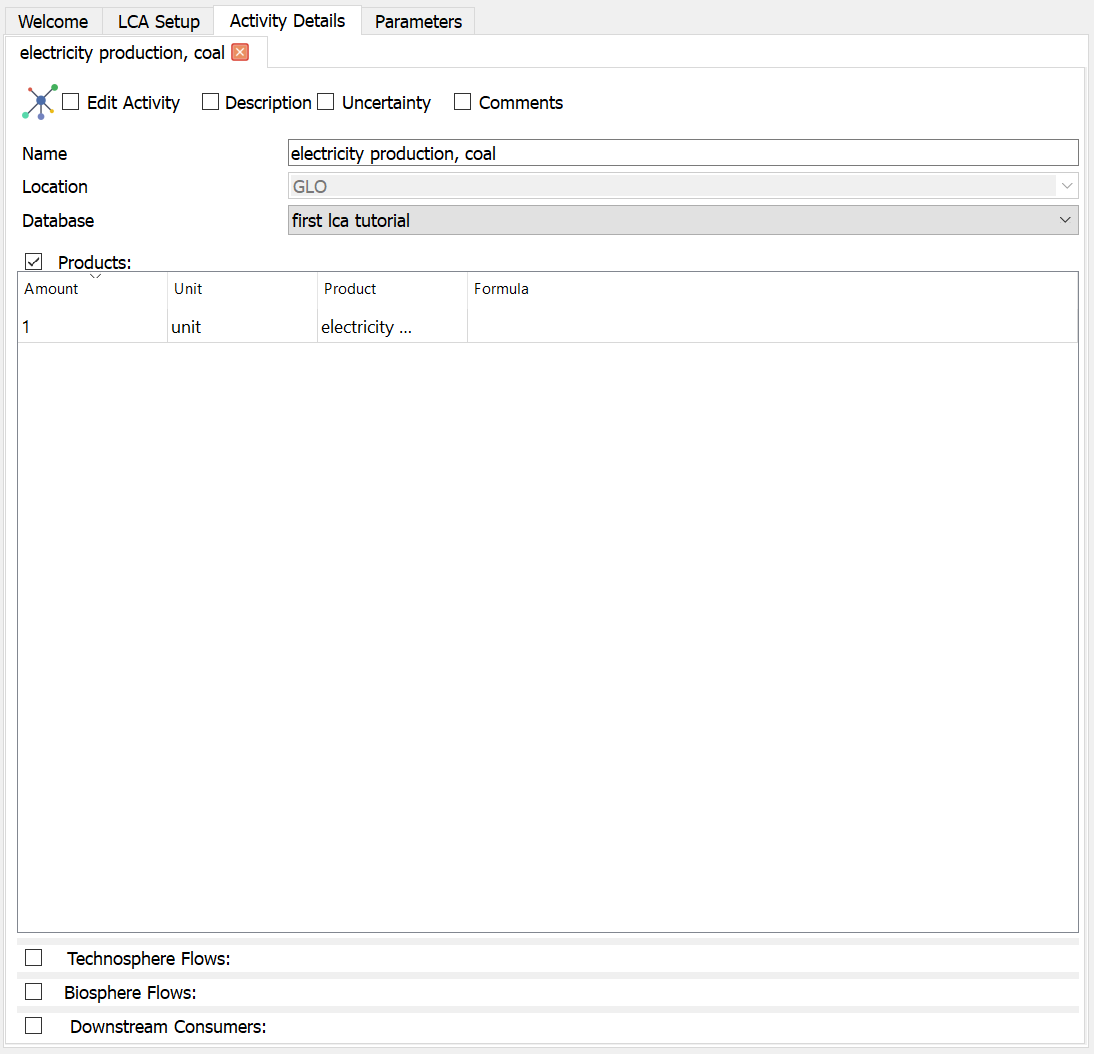 Welcome LCA Setup Activity Details Parameters
electricity production, coal
Edit Activity Description Uncertainty Comments
Name electricity production, coal
Location GLO
Database first lca tutorial
Products:
Amount Unit Product Formula
1 unit electricity ...
Technosphere Flows:
Biosphere Flows:
Downstream Consumers: